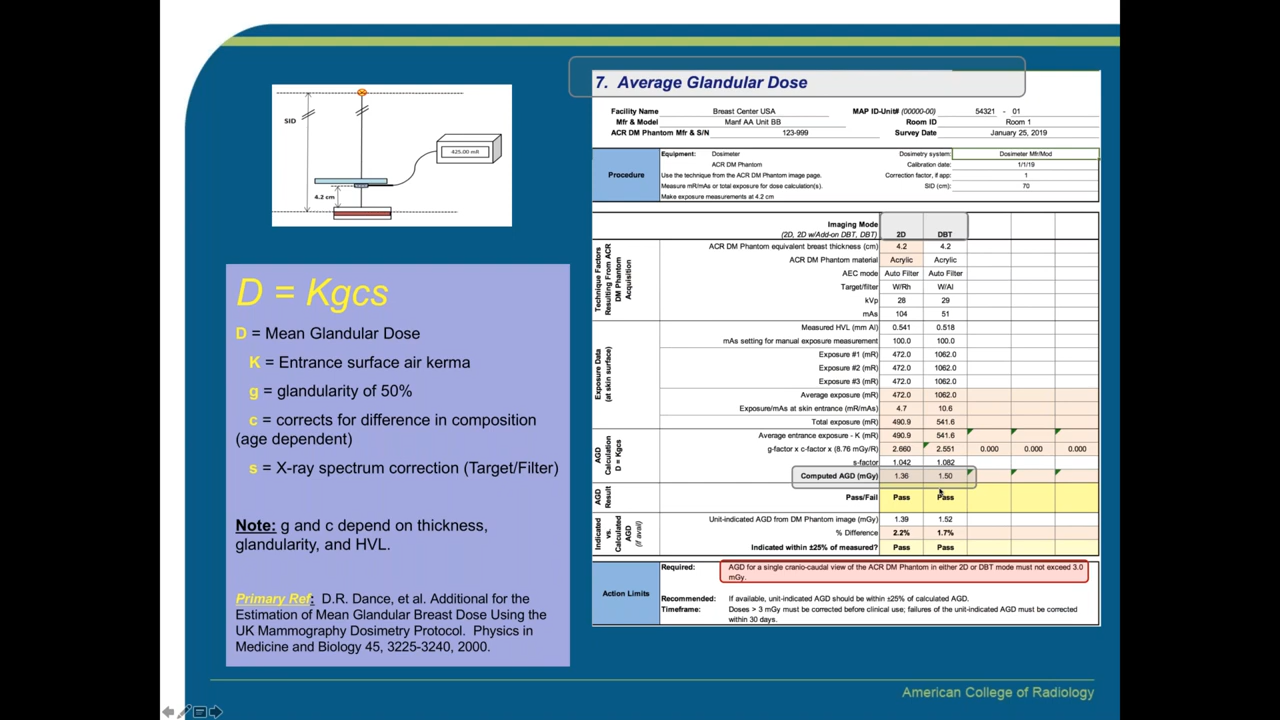 SID
425.00 mR
4.2 cm
D = Kgcs
D = Mean Glandular Dose
K = Entrance surface air kerma
g = glandularity of 50%
c = corrects for difference in composition
(age dependent)
s = X-ray spectrum correction (Target/Filter)
Note: g and c depend on thickness,
glandularity, and HVL.
Primary Ref: D.R. Dance, et al. Additional for the
Estimation of Mean Glandular Breast Dose Using the
UK Mammography Dosimetry Protocol. Physics in
Medicine and Biology 45, 3225-3240, 2000.
7. Average Glandular Dose
Facility Name Breast Center USA MAP ID-Unit# (00000-00) 54321 - 01
Mfr & Model Manf AA Unit BB Room ID Room 1
ACR DM Phantom Mfr & S/N 123-999 Survey Date January 25, 2019
Procedure
Equipment: Dosimeter Dosimetry system: Dosimeter Mfr/Mod
ACR DM Phantom Calibration date: 1/1/19
Use the technique from the ACR DM Phantom image page. Correction factor, if app: 1
Measure mR/mAs or total exposure for dose calculation(s). SID (cm): 70
Make exposure measurements at 4.2 cm
Imaging Mode
(2D, 2D w/Add-on DBT, DBT) 2D DBT
Technique Factors
Resulting From ACR
DM Phantom
Acquisition
ACR DM Phantom equivalent breast thickness (cm) 4.2 4.2
ACR DM Phantom material Acrylic Acrylic
AEC mode Auto Filter Auto Filter
Target/filter W/Rh W/Al
kVp 28 29
mAs 104 51
Exposure Data
(at skin surface)
Measured HVL (mm Al) 0.541 0.518
mAs setting for manual exposure measurement 100.0 100.0
Exposure #1 (mR) 472.0 1062.0
Exposure #2 (mR) 472.0 1062.0
Exposure #3 (mR) 472.0 1062.0
Average exposure (mR) 472.0 1062.0
Exposure/mAs at skin entrance (mR/mAs) 4.7 10.6
Total exposure (mR) 490.9 541.6
AGD
Calculation
D = Kgcs
Average entrance exposure - K (mR) 490.9 541.6
g-factor x c-factor x (8.76 mGy/R) 2.660 2.551 0.000 0.000 0.000
s-factor 1.042 1.082
Computed AGD (mGy) 1.36 1.50
AGD
Result
Pass/Fail Pass Pass
Indicated
vs.
Calculated
AGD
(if avail)
Unit-indicated AGD from DM Phantom image (mGy) 1.39 1.52
% Difference 2.2% 1.7%
Indicated within ±25% of measured? Pass Pass
Action Limits
Required: AGD for a single cranio-caudal view of the ACR DM Phantom in either 2D or DBT mode must not exceed 3.0
mGy.
Recommended: If available, unit-indicated AGD should be within ±25% of calculated AGD.
Timeframe: Doses > 3 mGy must be corrected before clinical use; failures of the unit-indicated AGD must be corrected
within 30 days.
American College of Radiology